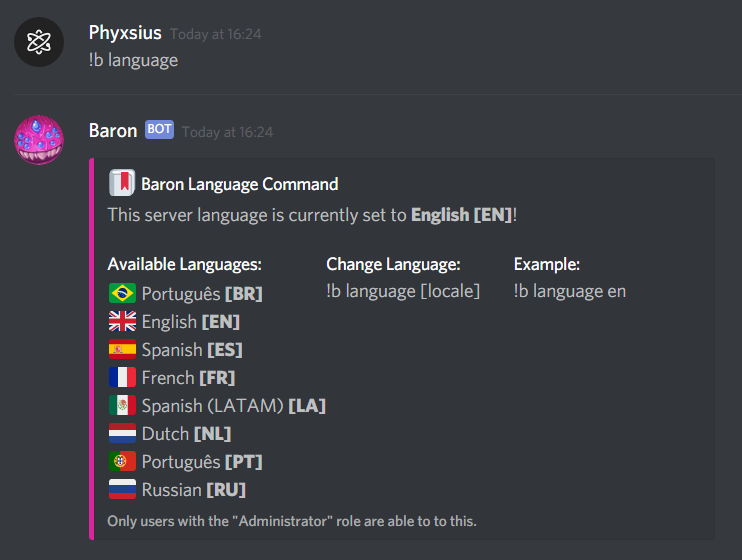 Phyxsius Today at 16:24
!b language
Baron BOT Today at 16:24
Baron Language Command
This server language is currently set to English [EN]!
Available Languages:
Português [BR]
English [EN]
Spanish [ES]
French [FR]
Spanish (LATAM) [LA]
Dutch [NL]
Português [PT]
Russian [RU]
Change Language:
!b language [locale]
Example:
!b language en
Only users with the "Administrator" role are able to to this.